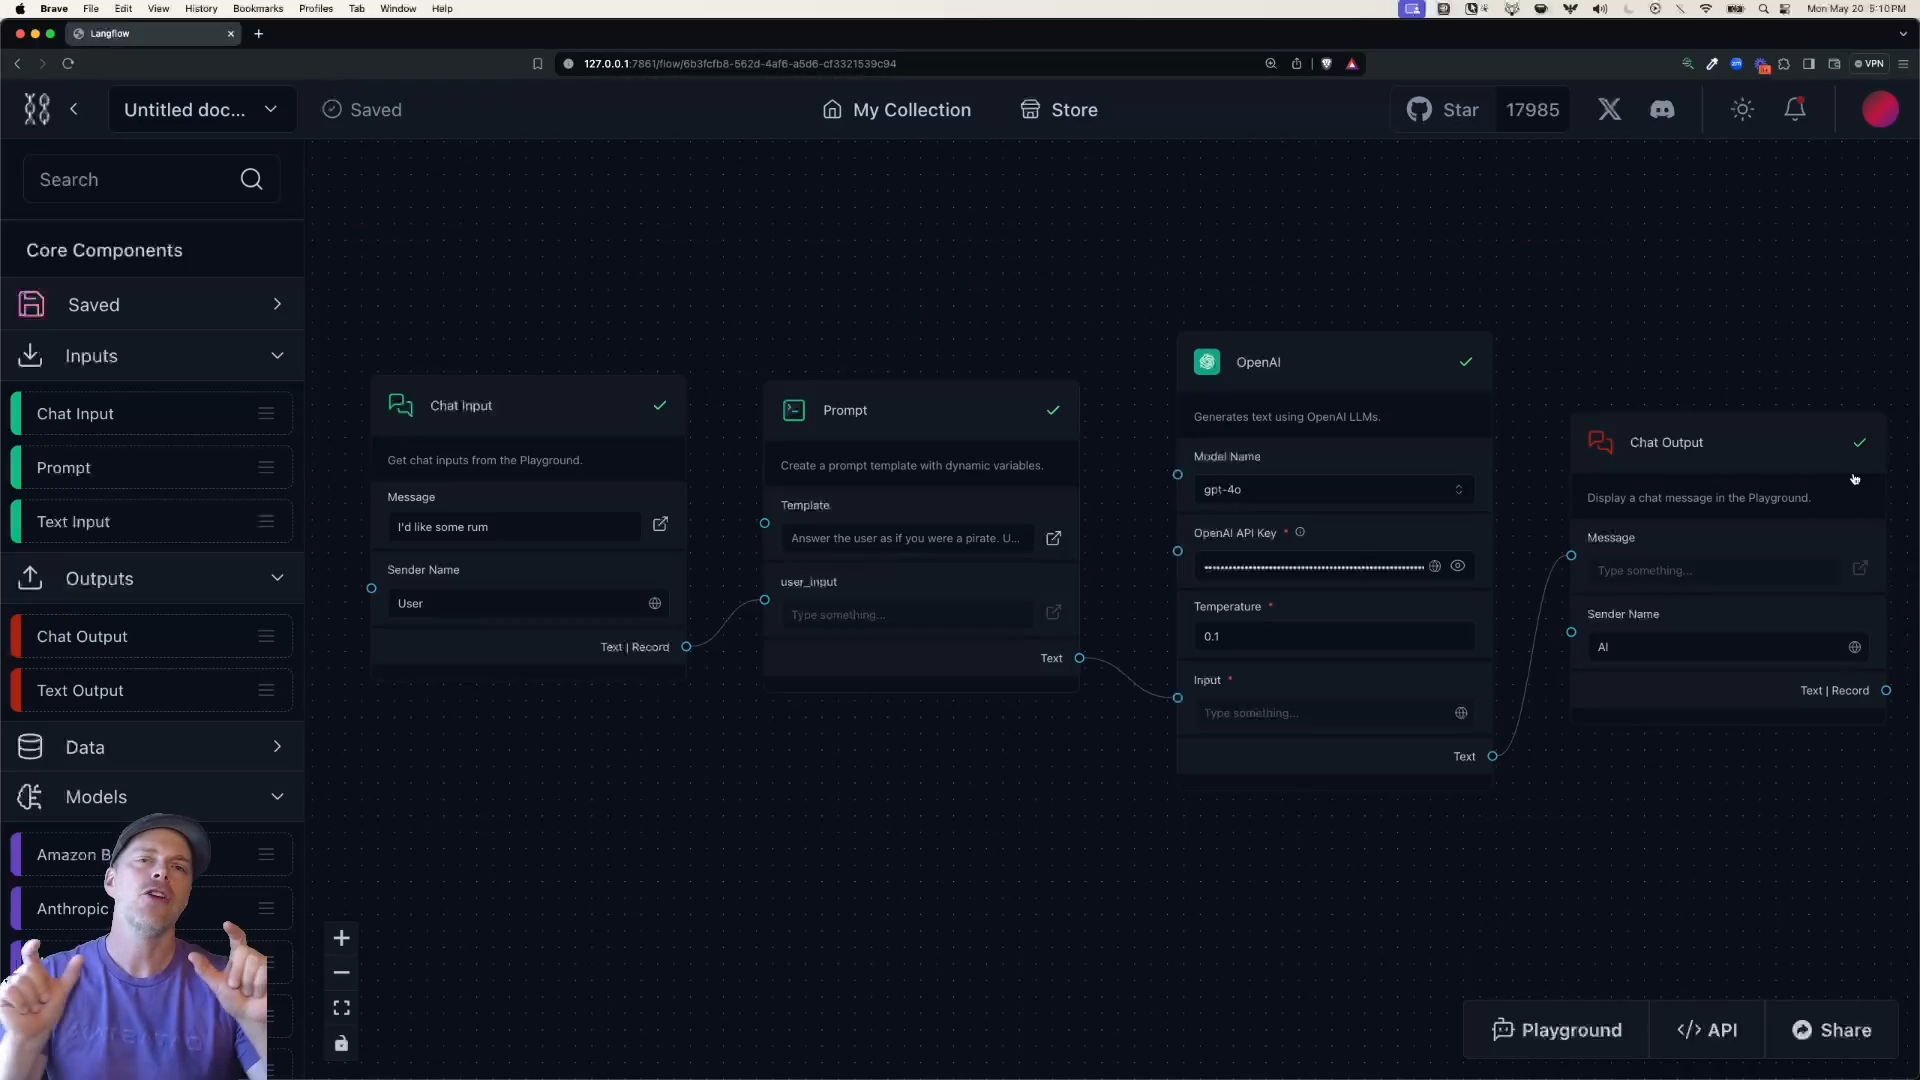 Brave File Edit View History Bookmarks Profiles Tab Window Help
Mon May 20 5:10 PM
Langflow
127.0.0.1:7861/flow/6b3fcfb8-562d-4af6-a5d6-cf3321539c94
VPN
Untitled doc...
Saved
My Collection
Store
Star 17985
Search
Core Components
Saved
Inputs
Chat Input
Prompt
Text Input
Outputs
Chat Output
Text Output
Data
Models
Amazon B
Anthropic
Chat Input
Get chat inputs from the Playground.
Message
I'd like some rum
Sender Name
User
Text | Record
Prompt
Create a prompt template with dynamic variables.
Template
Answer the user as if you were a pirate. U...
user_input
Type something...
Text
OpenAI
Generates text using OpenAI LLMs.
Model Name
gpt-4o
OpenAI API Key *
Temperature *
0.1
Input *
Type something...
Text
Chat Output
Display a chat message in the Playground.
Message
Type something...
Sender Name
AI
Text | Record
Playground
</> API
Share